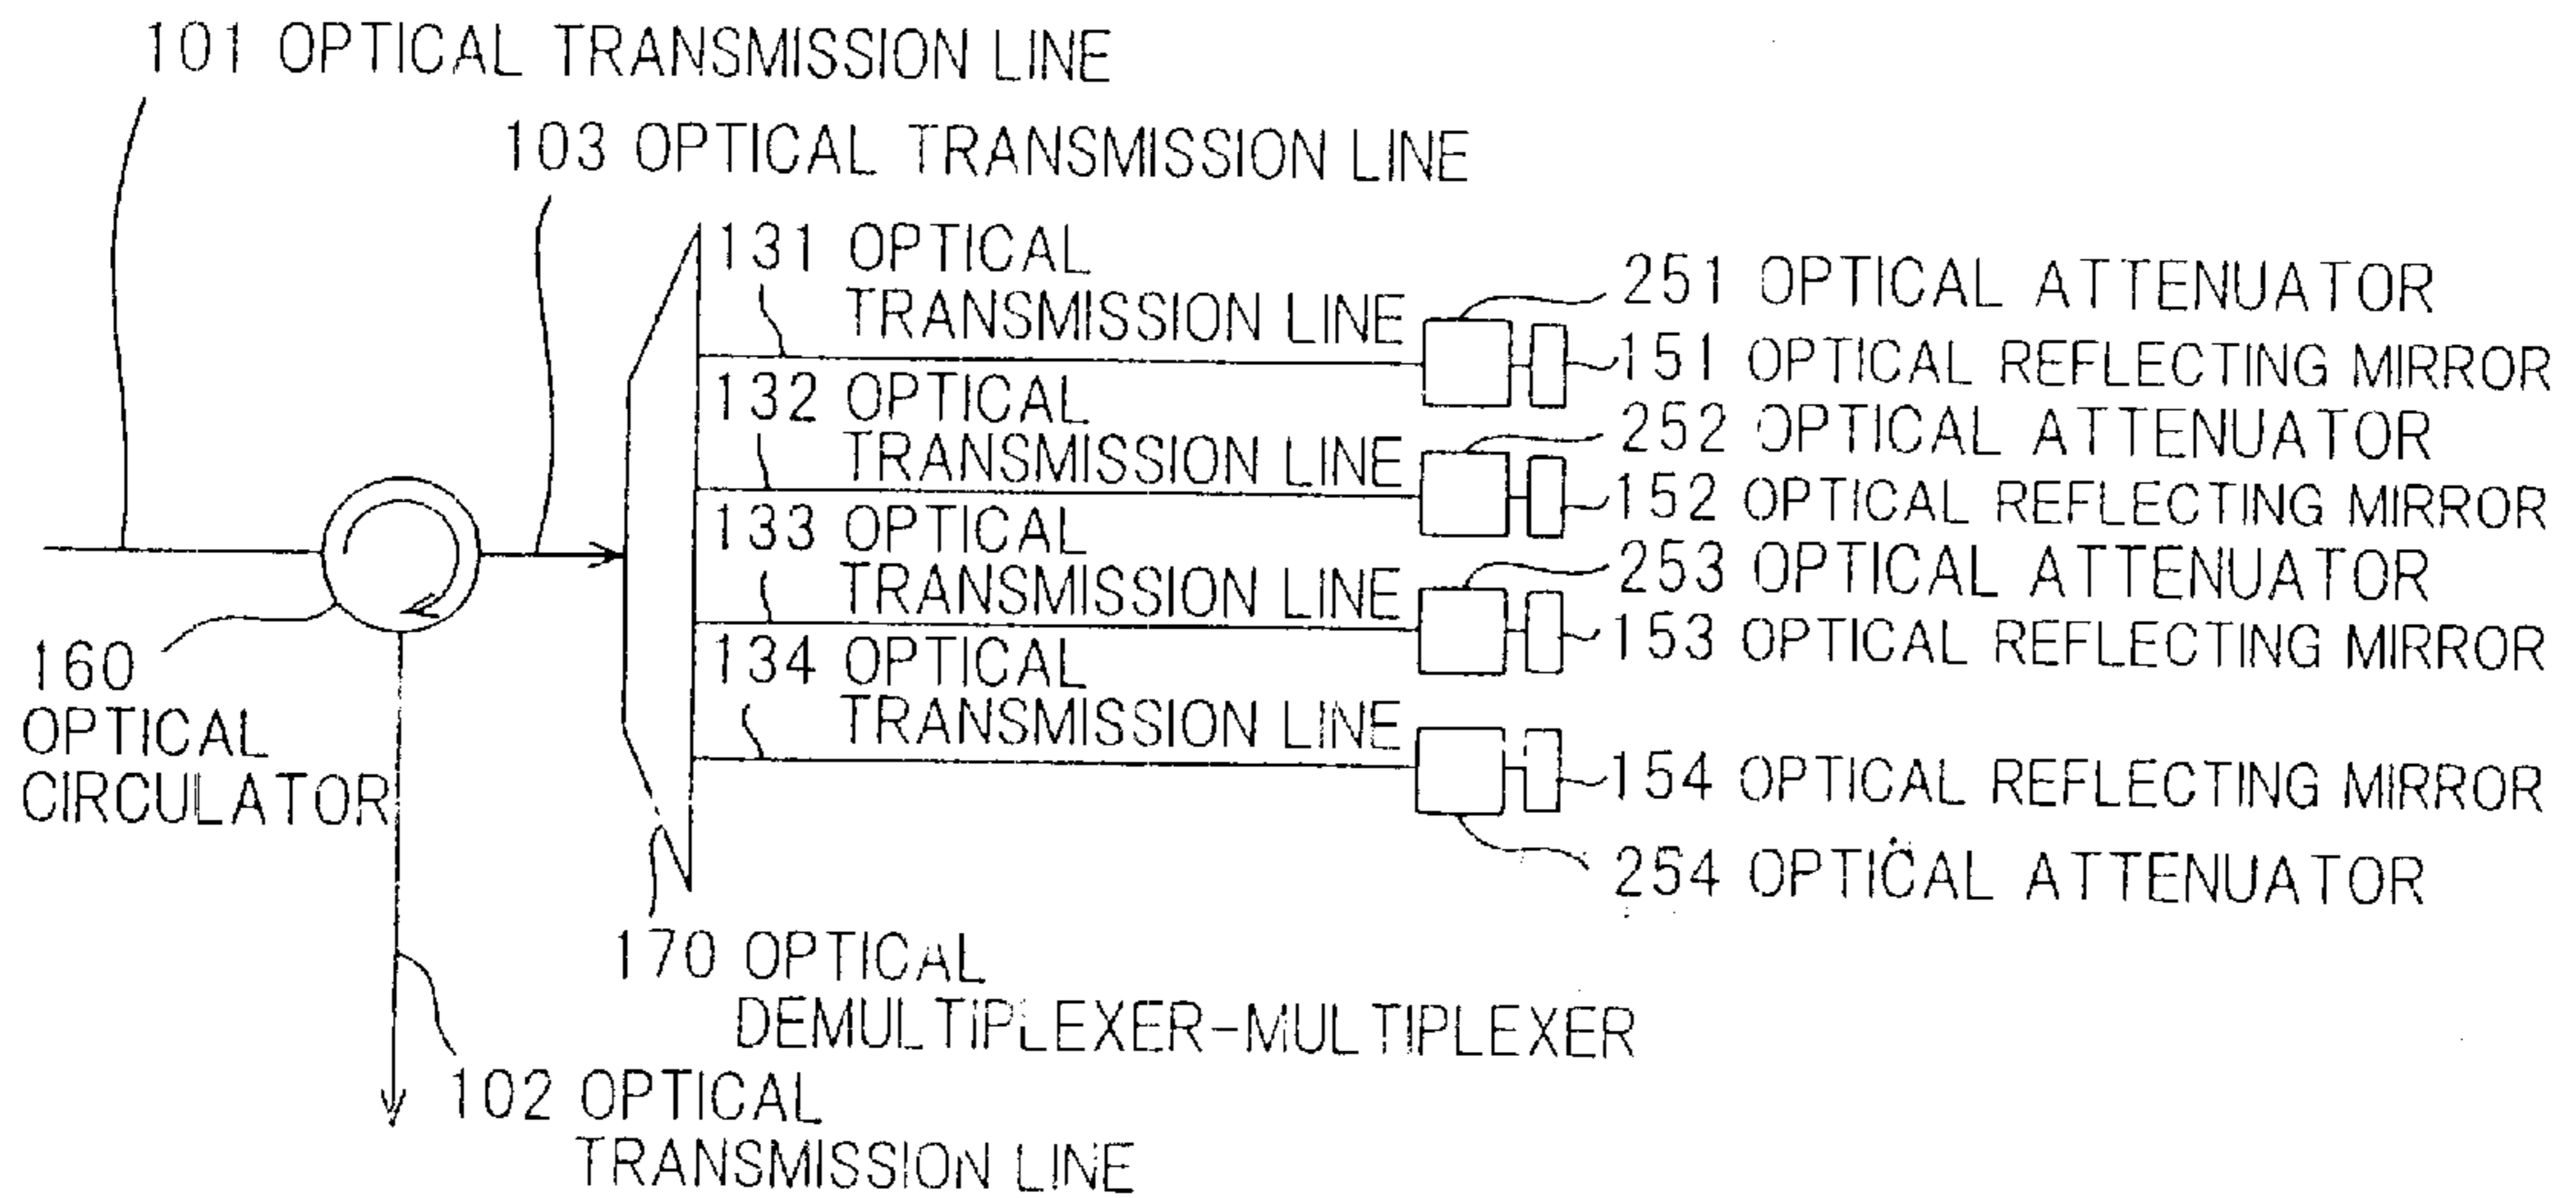 101 OPTICAL TRANSMISSION LINE
103 OPTICAL TRANSMISSION LINE
131 OPTICAL
TRANSMISSION LINE
251 OPTICAL ATTENUATOR
151 OPTICAL REFLECTING MIRROR
132 OPTICAL
TRANSMISSION LINE
252 OPTICAL ATTENUATOR
152 OPTICAL REFLECTING MIRROR
133 OPTICAL
TRANSMISSION LINE
253 OPTICAL ATTENUATOR
153 OPTICAL REFLECTING MIRROR
134 OPTICAL
TRANSMISSION LINE
154 OPTICAL REFLECTING MIRROR
254 OPTICAL ATTENUATOR
160
OPTICAL
CIRCULATOR
170 OPTICAL
DEMULTIPLEXER-MULTIPLEXER
102 OPTICAL
TRANSMISSION LINE